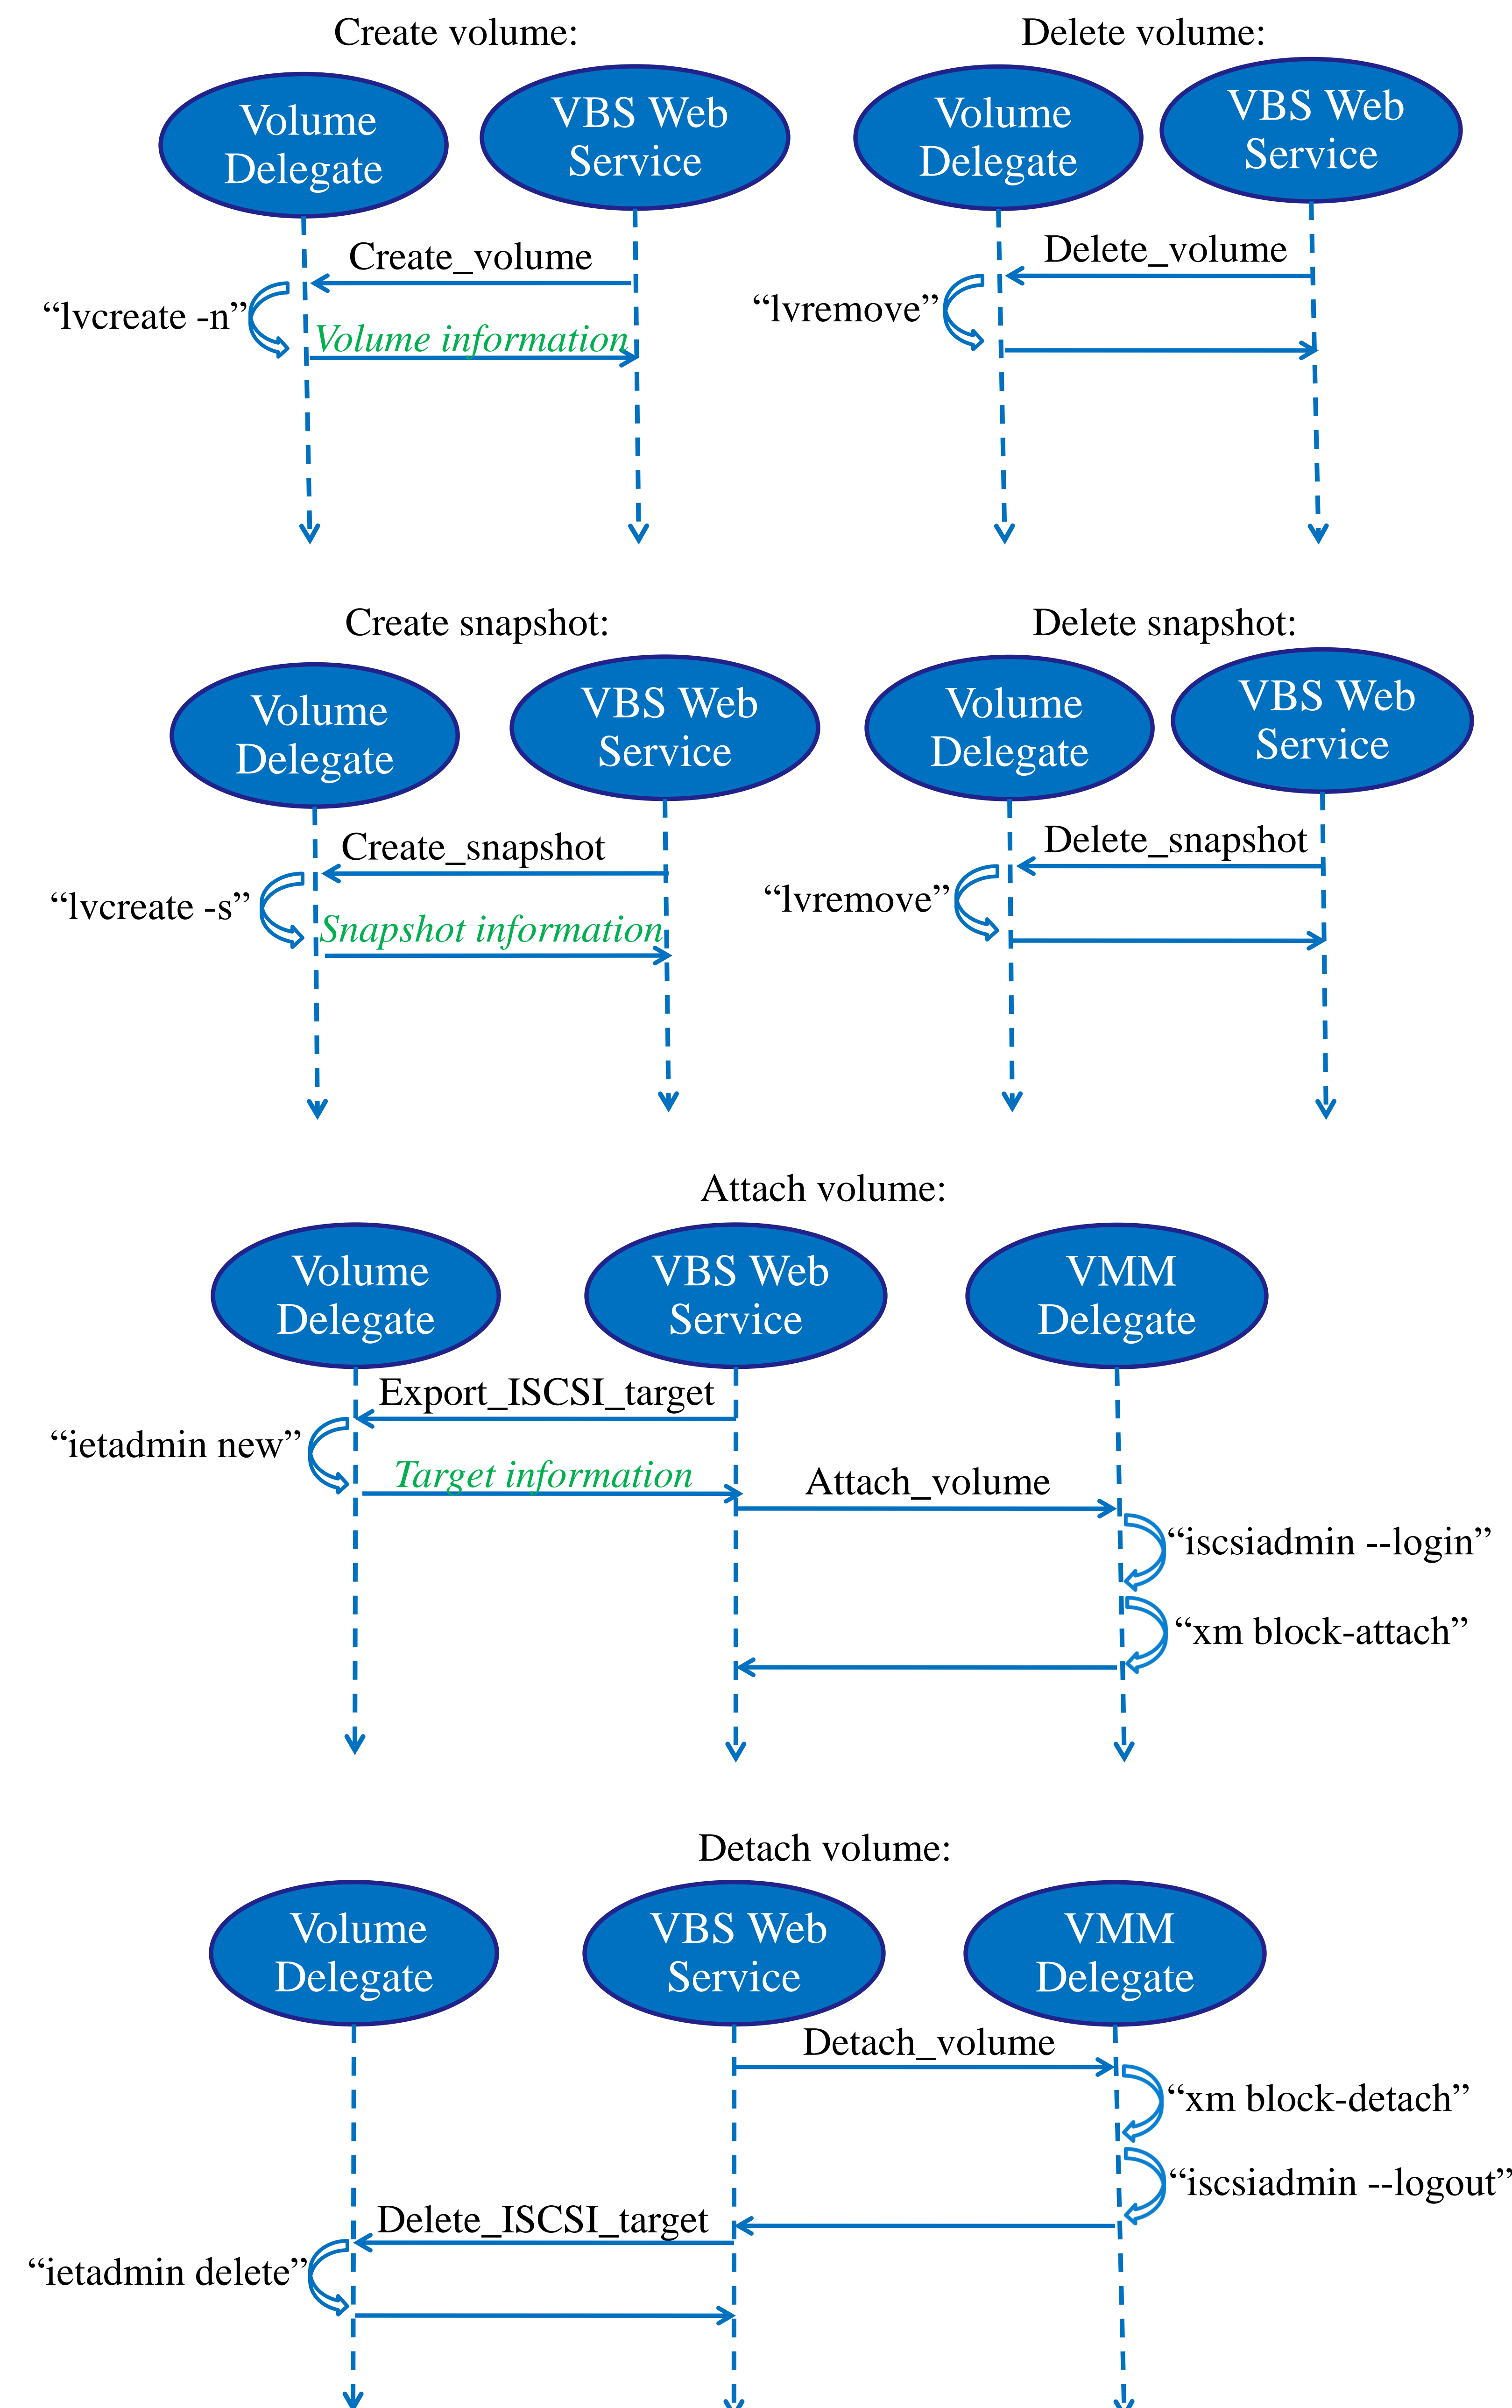 Create volume:
Volume
Delegate
VBS Web
Service
Create_volume
“lvcreate -n”
Volume information
Delete volume:
Volume
Delegate
VBS Web
Service
Delete_volume
“lvremove”
Create snapshot:
Volume
Delegate
VBS Web
Service
Create_snapshot
“lvcreate -s”
Snapshot information
Delete snapshot:
Volume
Delegate
VBS Web
Service
Delete_snapshot
“lvremove”
Attach volume:
Volume
Delegate
VBS Web
Service
VMM
Delegate
Export_ISCSI_target
“ietadmin new”
Target information
Attach_volume
“iscsiadmin --login”
“xm block-attach”
Detach volume:
Volume
Delegate
VBS Web
Service
VMM
Delegate
Detach_volume
“xm block-detach”
“iscsiadmin --logout”
Delete_ISCSI_target
“ietadmin delete”